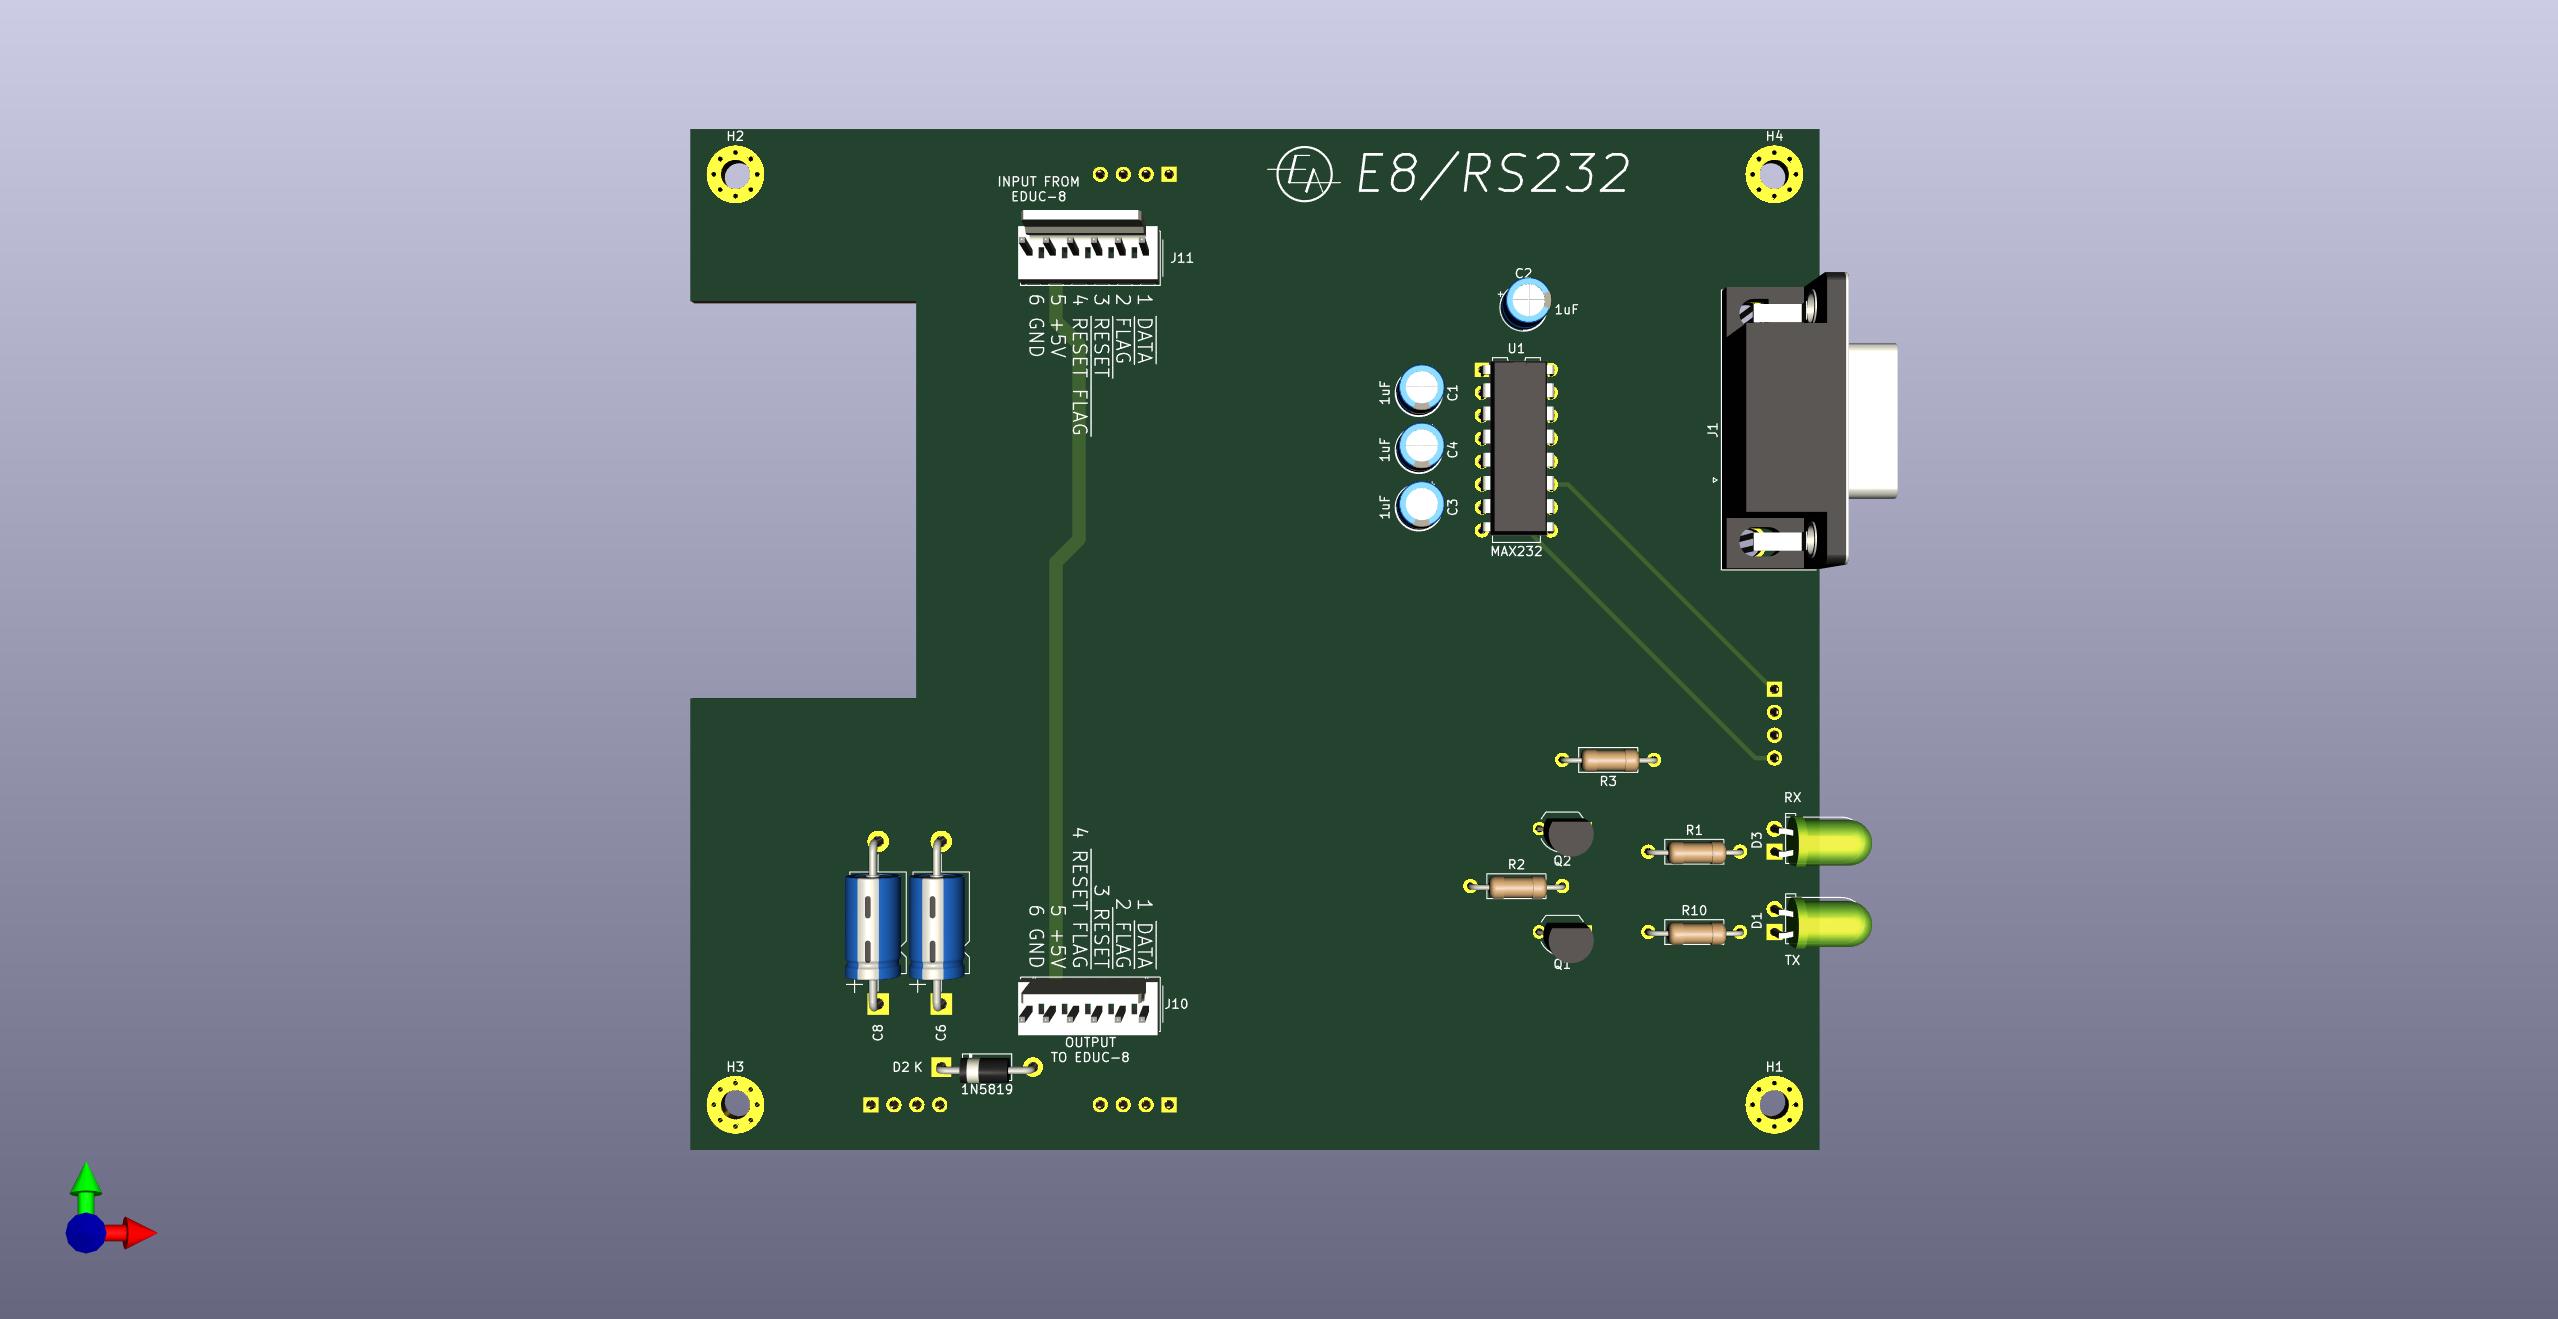 H2
H4
EA E8/RS232
INPUT FROM
EDUC-8
J11
1 DATA
2 FLAG
3 RESET
4 RESET FLAG
5 +5V
6 GND
C2
+
1uF
U1
1uF
C1
1uF
C4
1uF
C3
MAX232
J1
R3
RX
R1
D3
Q2
R2
R10
D1
Q1
TX
1 DATA
2 FLAG
3 RESET
4 RESET FLAG
5 +5V
6 GND
+
+
J10
C8
C6
OUTPUT
TO EDUC-8
H3
D2 K
1N5819
H1